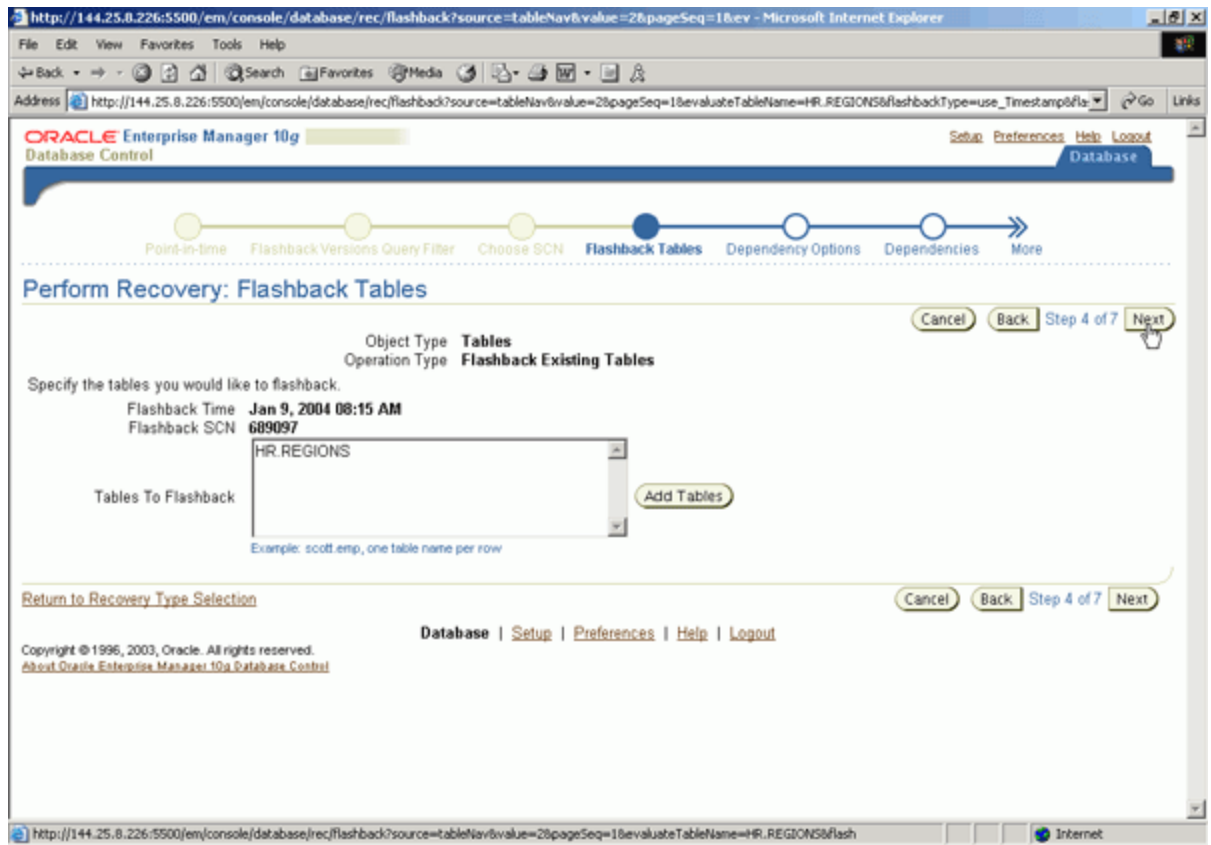 http://144.25.8.226:5500/em/console/database/rec/flashback?source=tableNav&value=2&pageSeq=1&ev - Microsoft Internet Explorer
File Edit View Favorites Tools Help
Back Search Favorites Media
Address http://144.25.8.226:5500/em/console/database/rec/flashback?source=tableNav&value=2&pageSeq=1&evaluateTableName=HR.REGIONS&flashbackType=use_Timestamp&fla Go Links
ORACLE Enterprise Manager 10g
Database Control
Setup Preferences Help Logout
Database
Point-in-time Flashback Versions Query Filter Choose SCN Flashback Tables Dependency Options Dependencies More
Perform Recovery: Flashback Tables
Cancel Back Step 4 of 7 Next
Object Type Tables
Operation Type Flashback Existing Tables
Specify the tables you would like to flashback.
Flashback Time Jan 9, 2004 08:15 AM
Flashback SCN 689097
HR.REGIONS
Tables To Flashback Add Tables
Example: scott.emp, one table name per row
Return to Recovery Type Selection
Cancel Back Step 4 of 7 Next
Database | Setup | Preferences | Help | Logout
Copyright © 1996, 2003, Oracle. All rights reserved.
About Oracle Enterprise Manager 10g Database Control
http://144.25.8.226:5500/em/console/database/rec/flashback?source=tableNav&value=2&pageSeq=1&evaluateTableName=HR.REGIONS&flash Internet